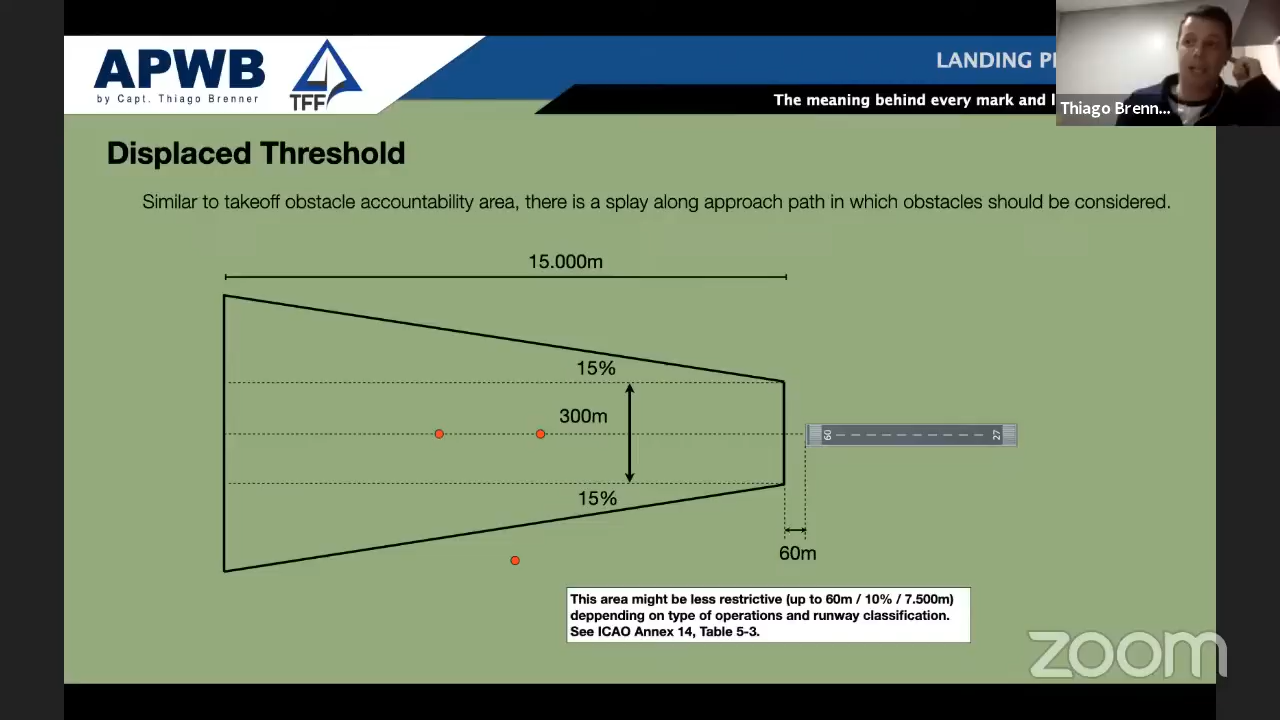 APWB
by Capt. Thiago Brenner
TFF
LANDING
The meaning behind every mark and
Thiago Brenn...
Displaced Threshold
Similar to takeoff obstacle accountability area, there is a splay along approach path in which obstacles should be considered.
15.000m
15%
300m
15%
09
27
60m
This area might be less restrictive (up to 60m / 10% / 7.500m)
deppending on type of operations and runway classification.
See ICAO Annex 14, Table 5-3.
zoom